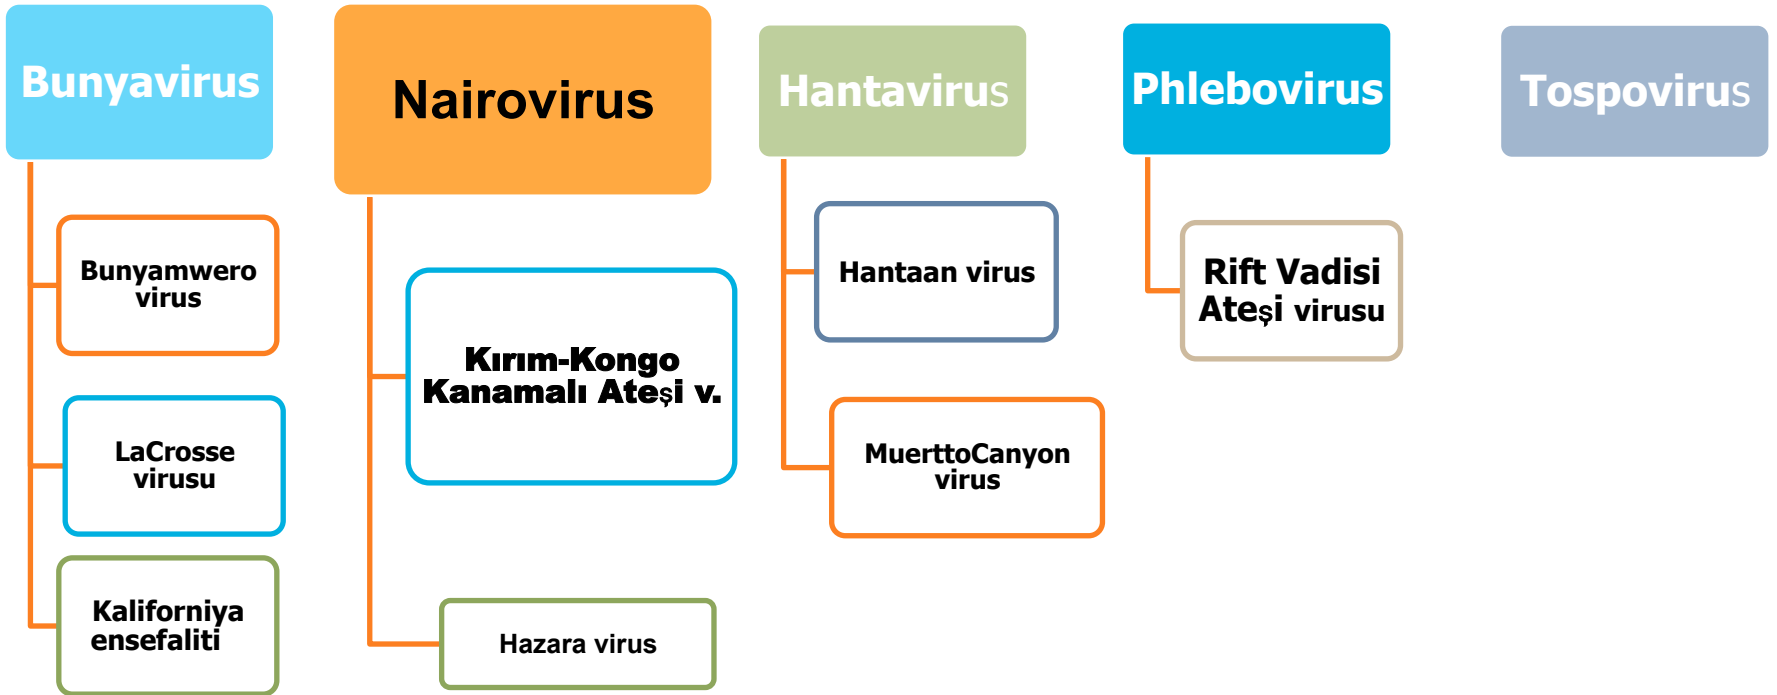 Bunyavirus
Bunyamwero
virus
LaCrosse
virusu
Kaliforniya
ensefaliti
Nairovirus
Kırım-Kongo
Kanamalı Ateşi v.
Hazara virus
Hantavirus
Hantaan virus
MuerttoCanyon
virus
Phlebovirus
Rift Vadisi
Ateşi virusu
Tospovirus